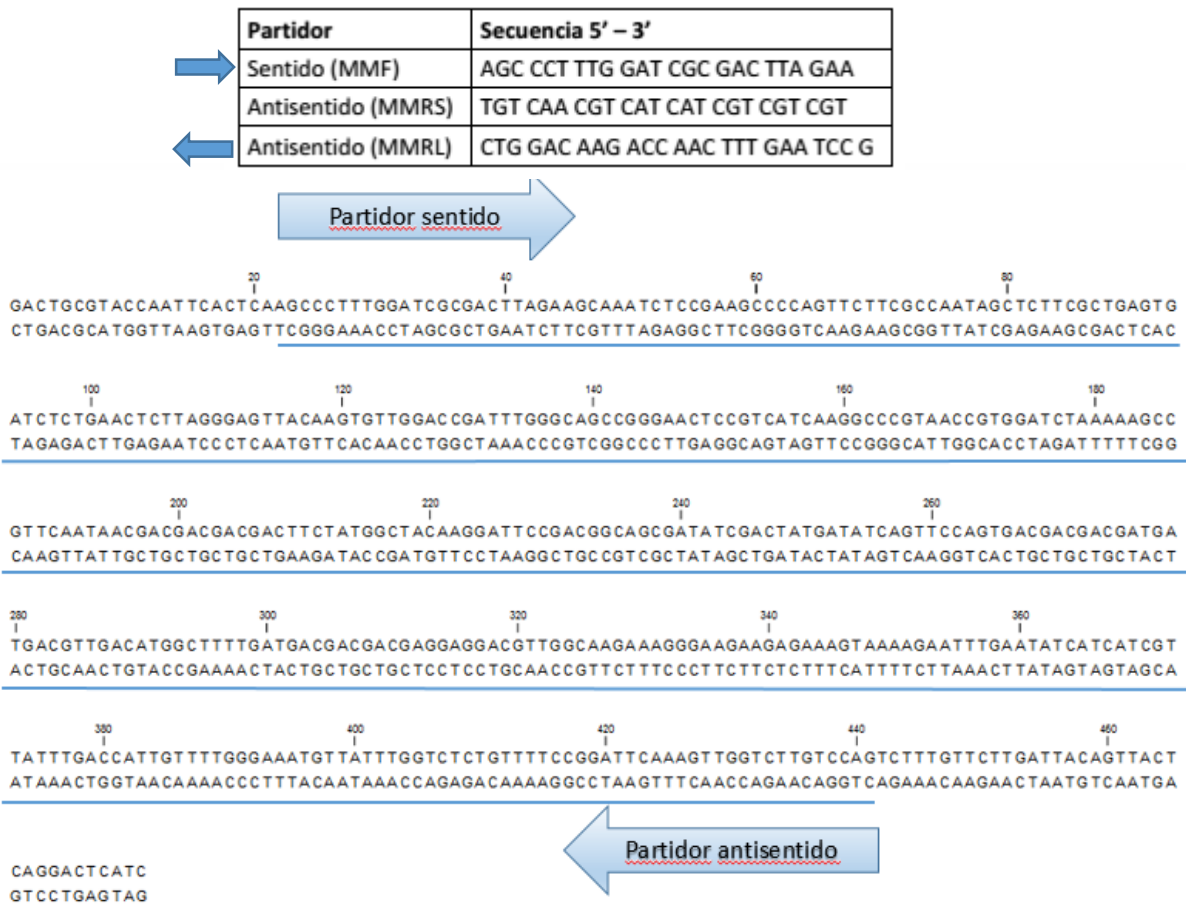 Partidor Secuencia 5’ – 3’
Sentido (MMF) AGC CCT TTG GAT CGC GAC TTA GAA
Antisentido (MMRS) TGT CAA CGT CAT CAT CGT CGT CGT
Antisentido (MMRL) CTG GAC AAG ACC AAC TTT GAA TCC G
Partidor sentido
20 40 60 80
GACTGCGTACCAATTCACTCAAGCCCTTTGGATCGCGACTTAGAAGCAAATCTCCGAAGCCCCAGTTCTTCGCCAATAGCTCTTCGCTGAGTG
CTGACGCATGGTTAAGTGAGTTCGGGAAACCTAGCGCTGAATCTTCGTTTAGAGGCTTCGGGGTCAAGAAGCGGTTATCGAGAAGCGACTCAC
100 120 140 160 180
ATCTCTGAACTCTTAGGGAGTTACAAGTGTTGGACCGATTTGGGCAGCCGGGAACTCCGTCATCAAGGCCCGTAACCGTGGATCTAAAAAGCC
TAGAGACTTGAGAATCCCTCAATGTTCACAACCTGGCTAAACCCGTCGGCCCTTGAGGCAGTAGTTCCGGGCATTGGCACCTAGATTTTTCGG
200 220 240 260
GTTCAATAACGACGACGACGACTTCTATGGCTACAAGGATTCCGACGGCAGCGATATCGACTATGATATCAGTTCCAGTGACGACGACGATGA
CAAGTTATTGCTGCTGCTGCTGAAGATACCGATGTTCCTAAGGCTGCCGTCGCTATAGCTGATACTATAGTCAAGGTCACTGCTGCTGCTACT
280 300 320 340 360
TGACGTTGACATGGCTTTTGATGACGACGACGAGGAGGACGTTGGCAAGAAAGGGAAGAAGAGAAAGTAAAAGAATTTGAATATCATCATCGT
ACTGCAACTGTACCGAAAACTACTGCTGCTGCTCCTCCTGCAACCGTTCTTTCCCTTCTTCTCTTTCATTTTCTTAAACTTATAGTAGTAGCA
380 400 420 440 460
TATTTGACCATTGTTTTGGGAAATGTTATTTGGTCTCTGTTTTCCGGATTCAAAGTTGGTCTTGTCCAGTCTTTGTTCTTGATTACAGTTACT
ATAAACTGGTAACAAAACCCTTTACAATAAACCAGAGACAAAAGGCCTAAGTTTCAACCAGAACAGGTCAGAAACAAGAACTAATGTCAATGA
Partidor antisentido
CAGGACTCATC
GTCCTGAGTAG